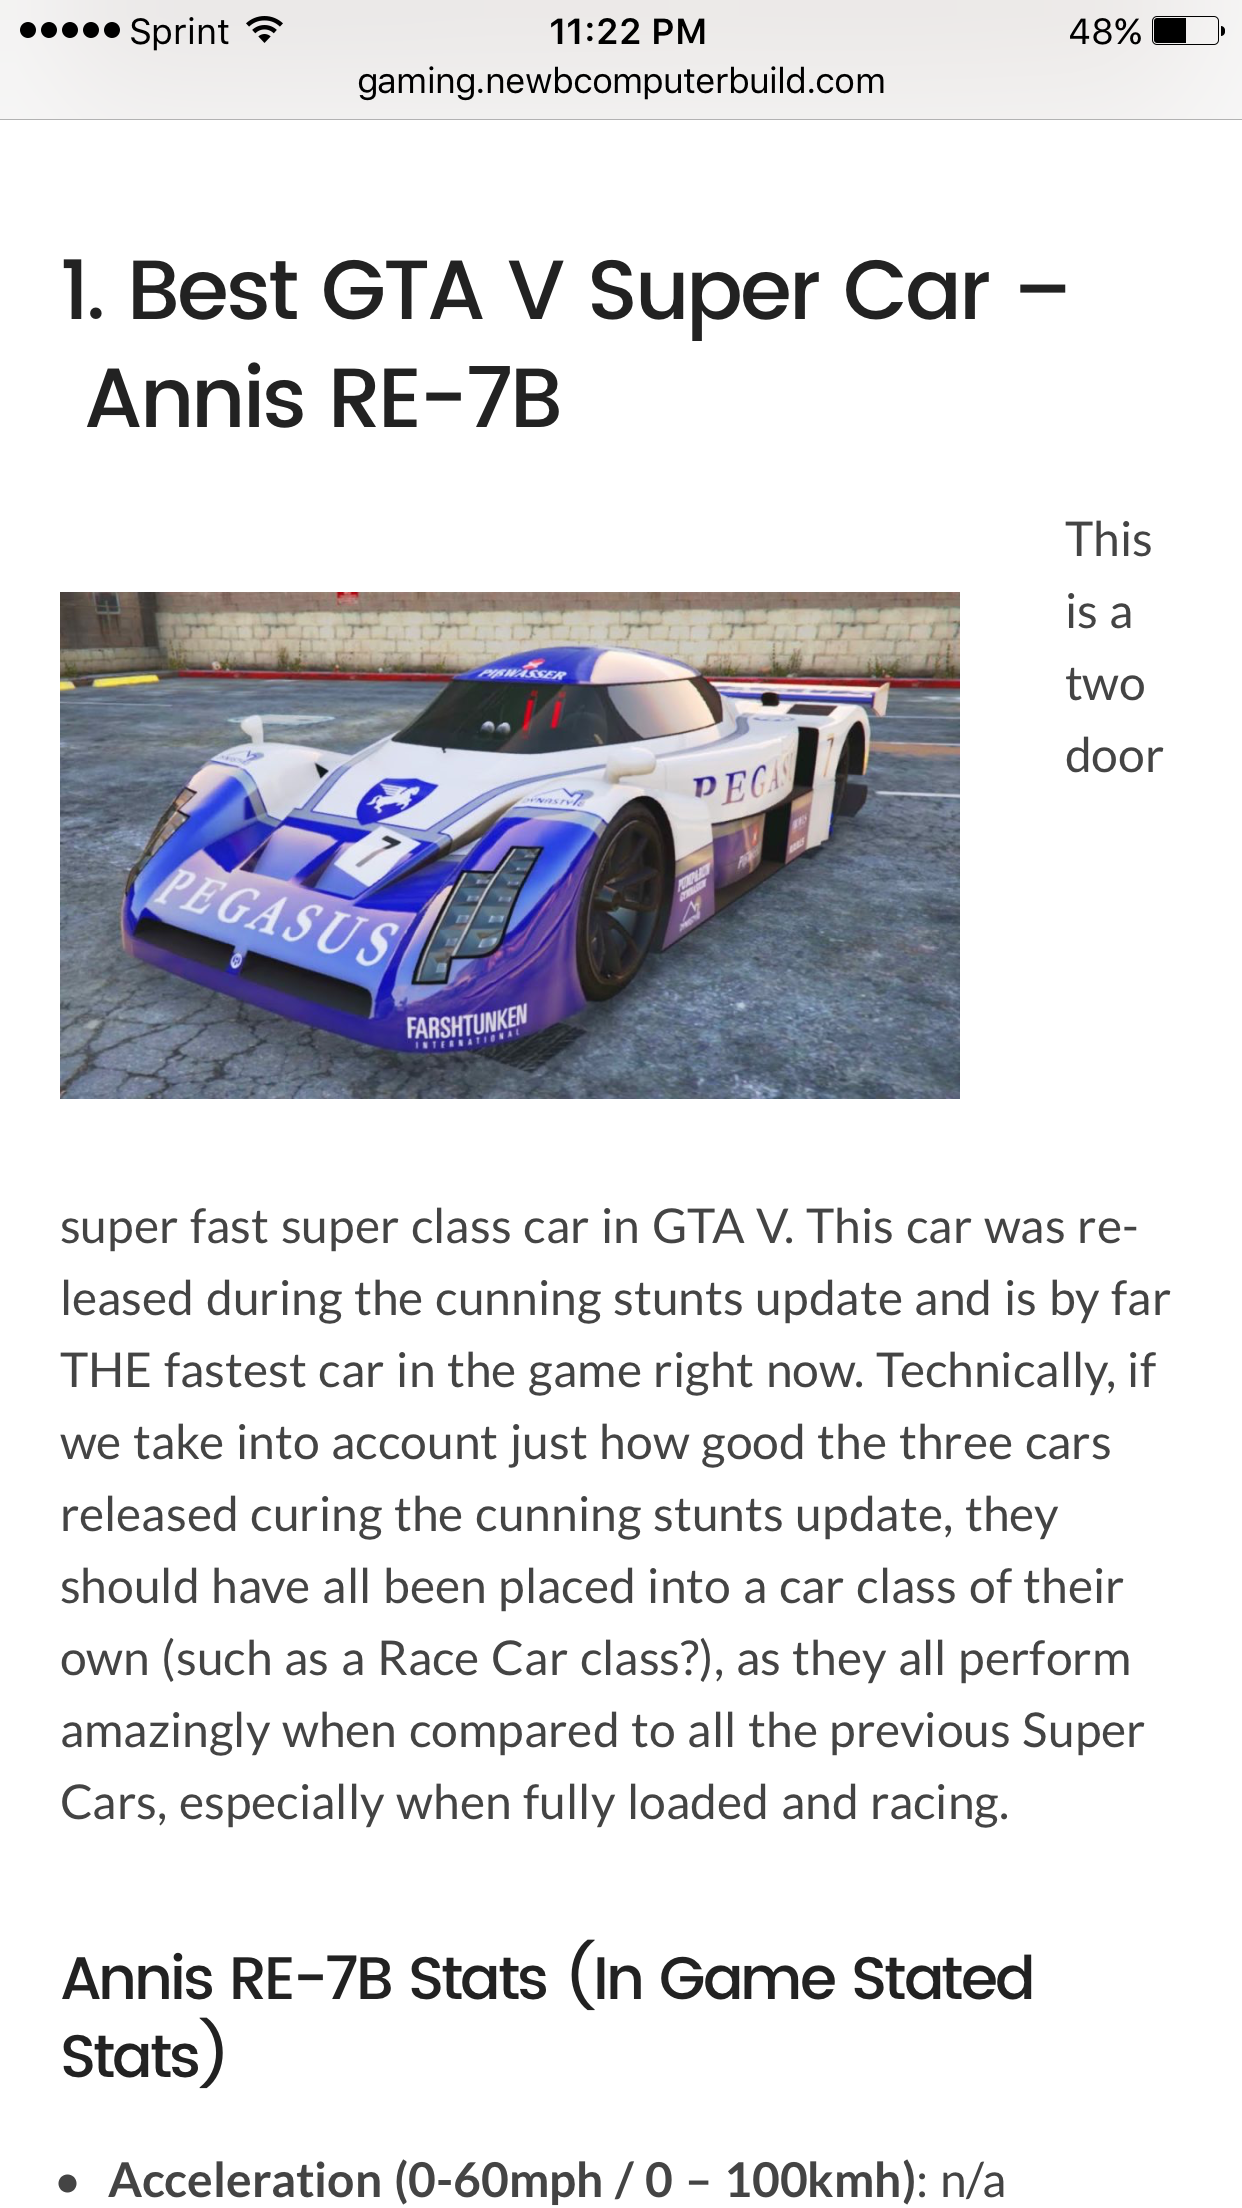 Sprint
11:22 PM
48%
gaming.newbcomputerbuild.com
1. Best GTA V Super Car –
Annis RE-7B
This
is a
two
door
PIßWASSER
DYNASTY8
PEGAS
7
7
PEGASUS
FARSHTUNKEN
INTERNATIONAL
super fast super class car in GTA V. This car was re-
leased during the cunning stunts update and is by far
THE fastest car in the game right now. Technically, if
we take into account just how good the three cars
released curing the cunning stunts update, they
should have all been placed into a car class of their
own (such as a Race Car class?), as they all perform
amazingly when compared to all the previous Super
Cars, especially when fully loaded and racing.
Annis RE-7B Stats (In Game Stated
Stats)
• Acceleration (0-60mph / 0 – 100kmh): n/a